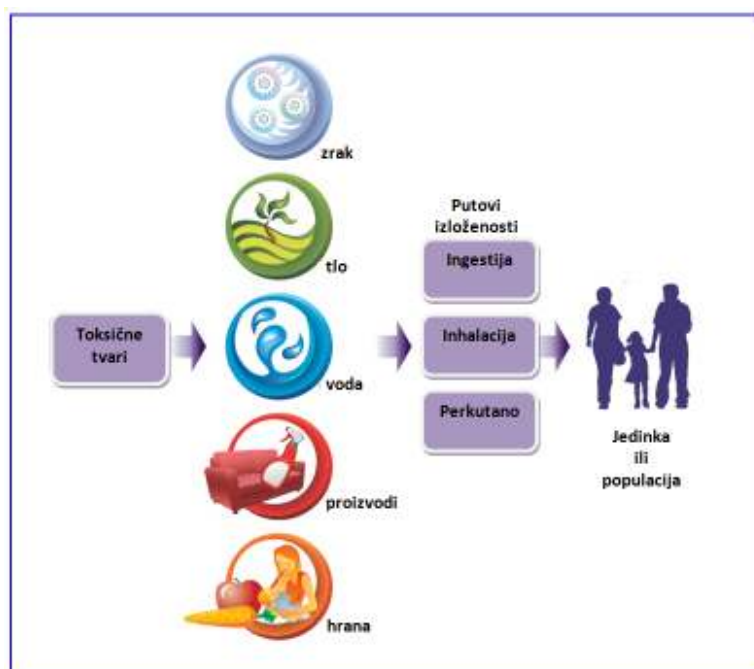 Toksične
tvari
zrak
tlo
voda
proizvodi
hrana
Putovi
izloženosti
Ingestija
Inhalacija
Perkutano
Jedinka
ili
populacija